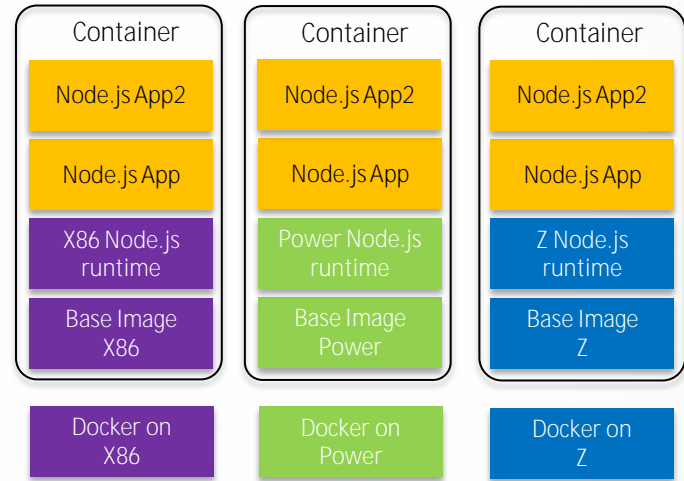 Container
Node.js App2
Node.js App
X86 Node.js
runtime
Base Image
X86
Docker on
X86
Container
Node.js App2
Node.js App
Power Node.js
runtime
Base Image
Power
Docker on
Power
Container
Node.js App2
Node.js App
Z Node.js
runtime
Base Image
Z
Docker on
Z